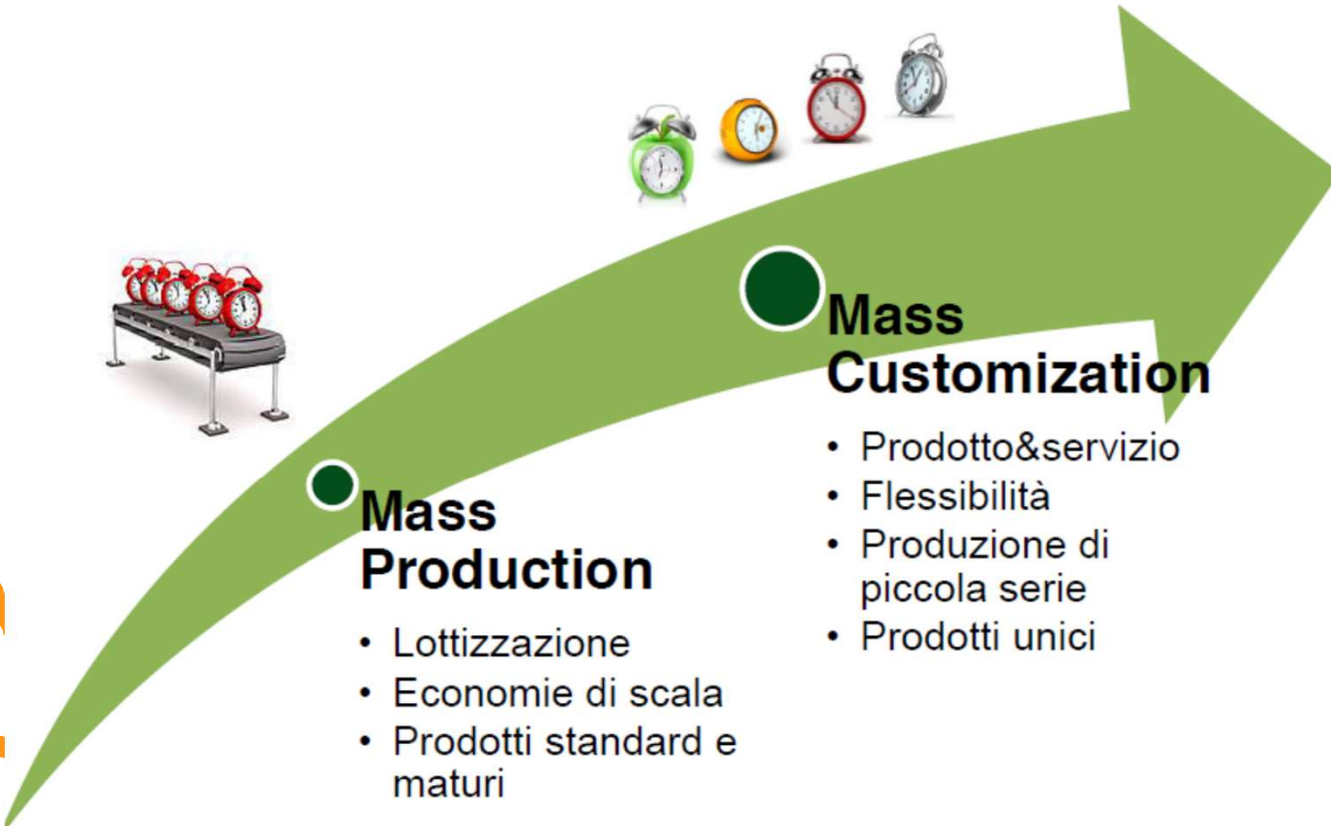 Mass
Production
• Lottizzazione
• Economie di scala
• Prodotti standard e
maturi
Mass
Customization
• Prodotto&servizio
• Flessibilità
• Produzione di
piccola serie
• Prodotti unici